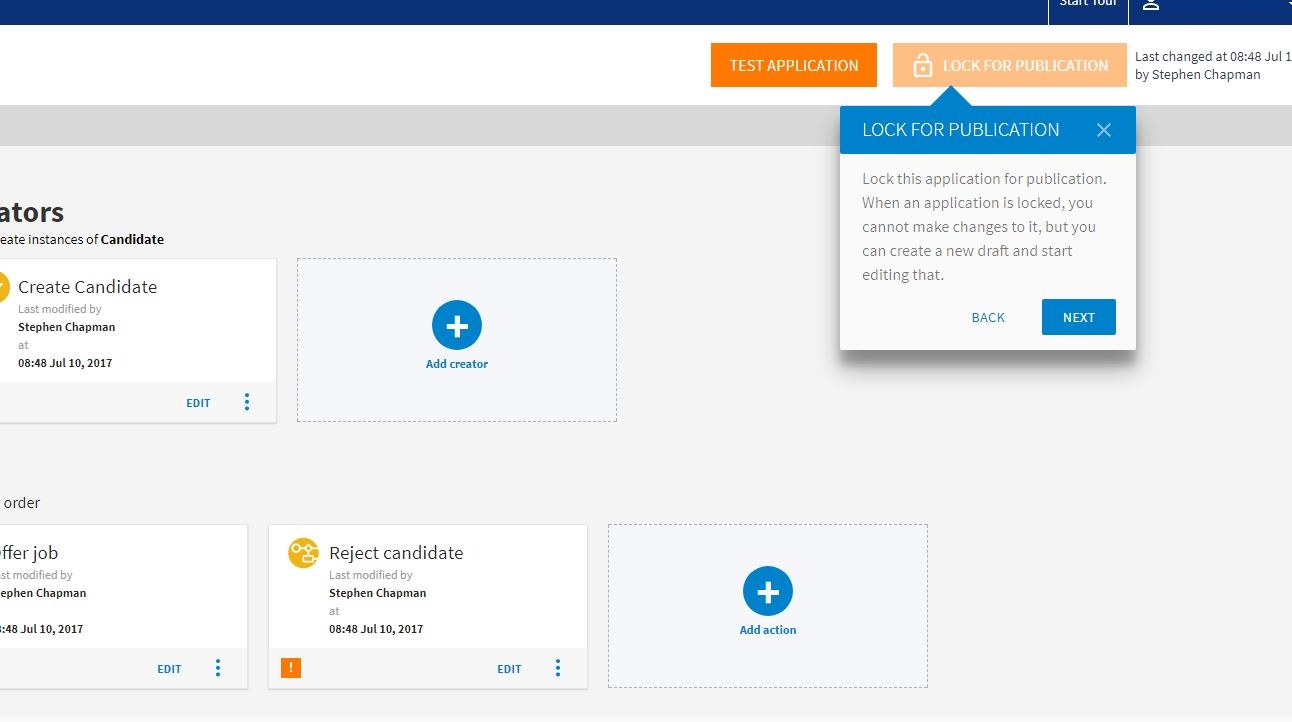 Start Tour
TEST APPLICATION
LOCK FOR PUBLICATION
Last changed at 08:48 Jul 1
by Stephen Chapman
LOCK FOR PUBLICATION
Lock this application for publication.
When an application is locked, you
cannot make changes to it, but you
can create a new draft and start
editing that.
BACK
NEXT
ators
eate instances of Candidate
Create Candidate
Last modified by
Stephen Chapman
at
08:48 Jul 10, 2017
EDIT
Add creator
order
ffer job
st modified by
ephen Chapman
:48 Jul 10, 2017
EDIT
Reject candidate
Last modified by
Stephen Chapman
at
08:48 Jul 10, 2017
!
EDIT
Add action